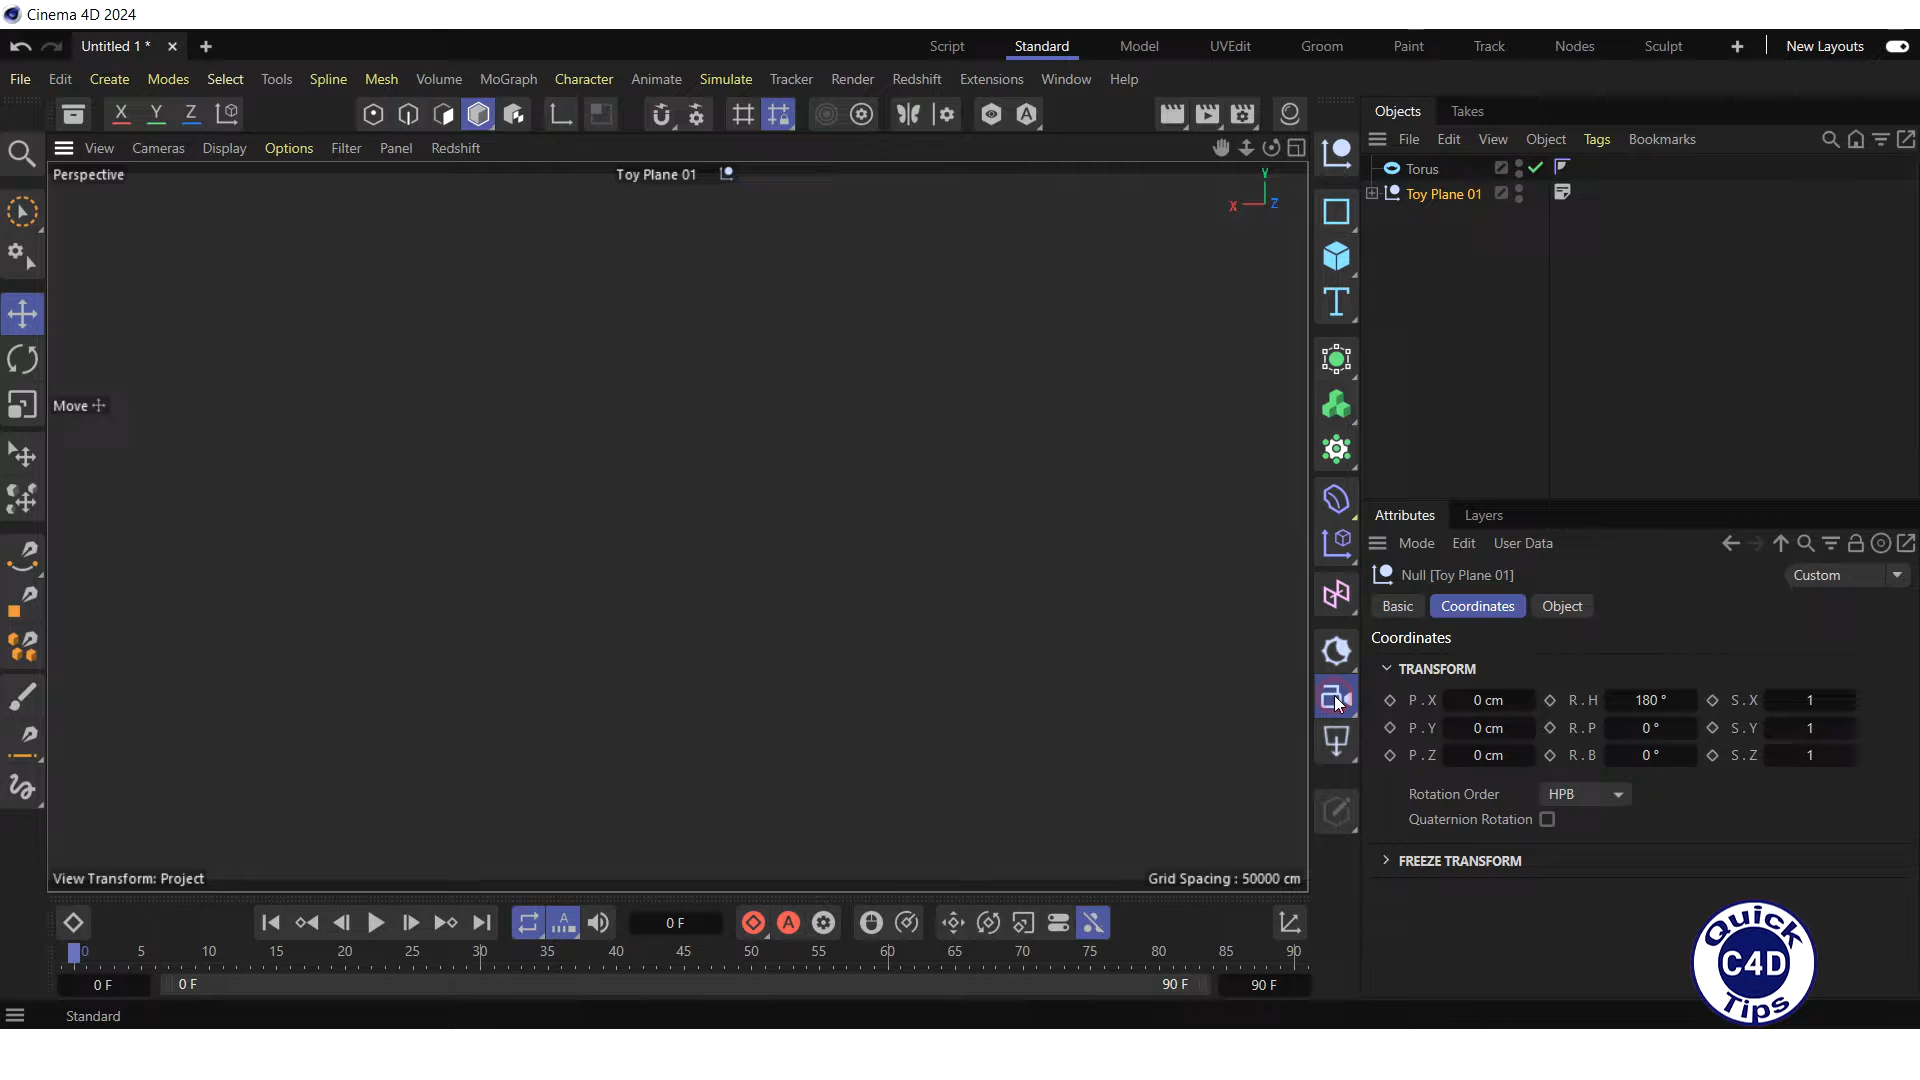 Cinema 4D 2024
Untitled 1 *
Script
Standard
Model
UVEdit
Groom
Paint
Track
Nodes
Sculpt
New Layouts
File Edit Create Modes Select Tools Spline Mesh Volume MoGraph Character Animate Simulate Tracker Render Redshift Extensions Window Help
X Y Z
Objects Takes
View Cameras Display Options Filter Panel Redshift
File Edit View Object Tags Bookmarks
Perspective
Toy Plane 01
Y
X
Z
Torus
Toy Plane 01
Move
Attributes Layers
Mode Edit User Data
Null [Toy Plane 01]
Custom
Basic Coordinates Object
Coordinates
TRANSFORM
P . X 0 cm R . H 180 ° S . X 1
P . Y 0 cm R . P 0 ° S . Y 1
P . Z 0 cm R . B 0 ° S . Z 1
Rotation Order HPB
Quaternion Rotation
FREEZE TRANSFORM
View Transform: Project
Grid Spacing : 50000 cm
0 F
0 5 10 15 20 25 30 35 40 45 50 55 60 65 70 75 80 85 90
0 F 0 F 90 F 90 F
Standard
Quick
C4D
Tips